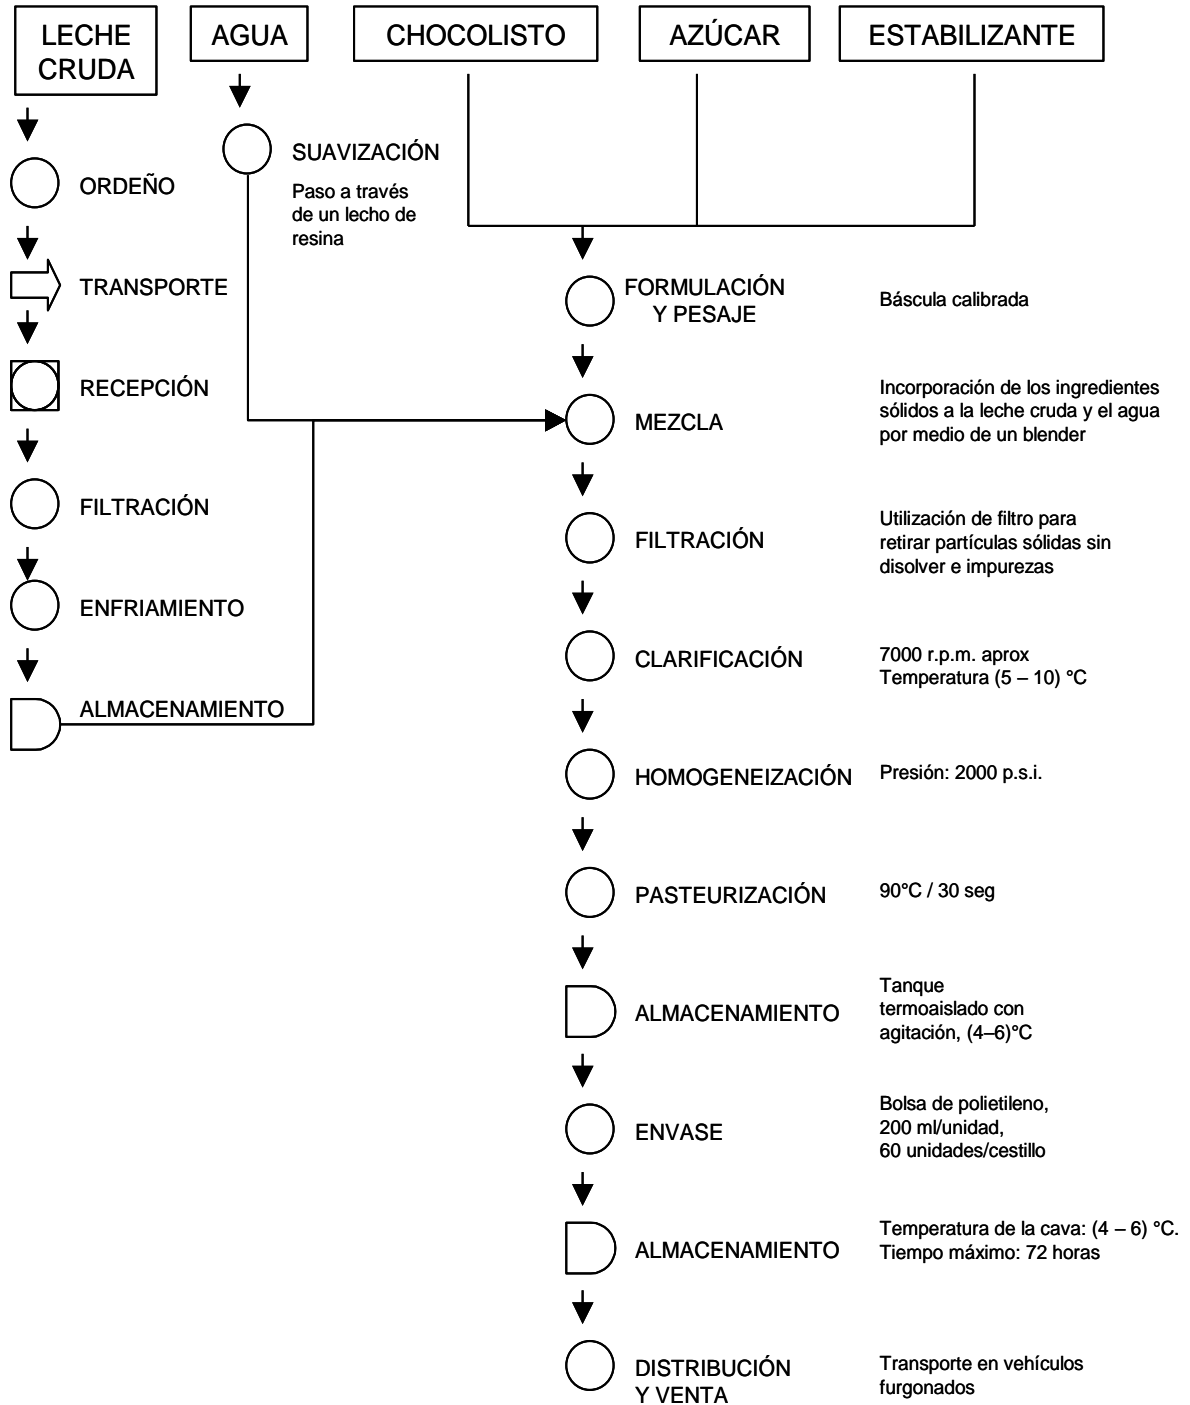 LECHE
CRUDA
AGUA
CHOCOLISTO
AZÚCAR
ESTABILIZANTE
ORDEÑO
TRANSPORTE
RECEPCIÓN
FILTRACIÓN
ENFRIAMIENTO
ALMACENAMIENTO
SUAVIZACIÓN
Paso a través
de un lecho de
resina
FORMULACIÓN
Y PESAJE
Báscula calibrada
MEZCLA
Incorporación de los ingredientes
sólidos a la leche cruda y el agua
por medio de un blender
FILTRACIÓN
Utilización de filtro para
retirar partículas sólidas sin
disolver e impurezas
CLARIFICACIÓN
7000 r.p.m. aprox
Temperatura (5 – 10) °C
HOMOGENEIZACIÓN
Presión: 2000 p.s.i.
PASTEURIZACIÓN
90°C / 30 seg
ALMACENAMIENTO
Tanque
termoaislado con
agitación, (4–6)°C
ENVASE
Bolsa de polietileno,
200 ml/unidad,
60 unidades/cestillo
ALMACENAMIENTO
Temperatura de la cava: (4 – 6) °C.
Tiempo máximo: 72 horas
DISTRIBUCIÓN
Y VENTA
Transporte en vehículos
furgonados